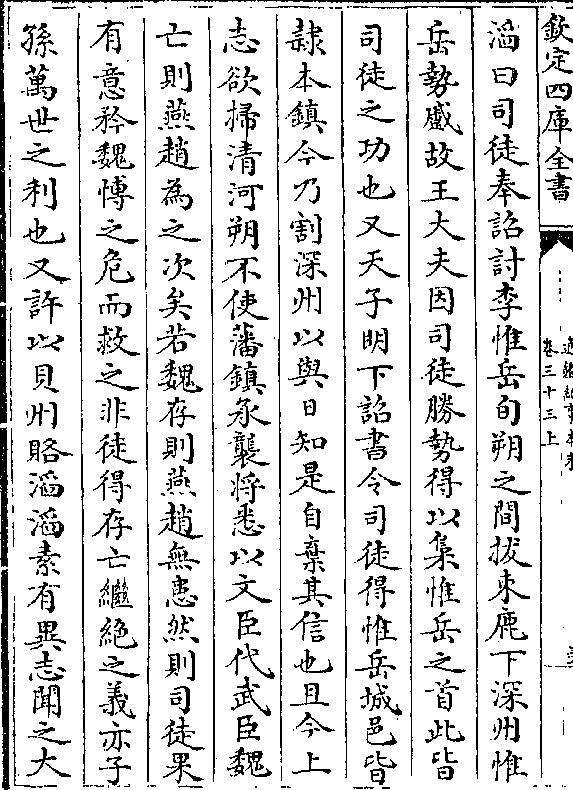 欽定四庫全書
通鑑紀事本末
卷三十三上
滔曰司徒奉詔討李惟岳旬朔之間拔束鹿下深州惟
岳勢蹙故王大夫因司徒勝勢得以梟惟岳之首此皆
司徒之功也又天子明下詔書令司徒得惟岳城邑皆
隸本鎮今乃割深州以與日知是自棄其信也且今上
志欲掃清河朔不使藩鎮承襲將悉以文臣代武臣魏
亡則燕趙為之次矣若魏存則燕趙無患然則司徒果
有意矜魏愽之危而救之非徒得存亡繼絶之義亦子
孫萬世之利也又許以貝州賂滔滔素有異志聞之大